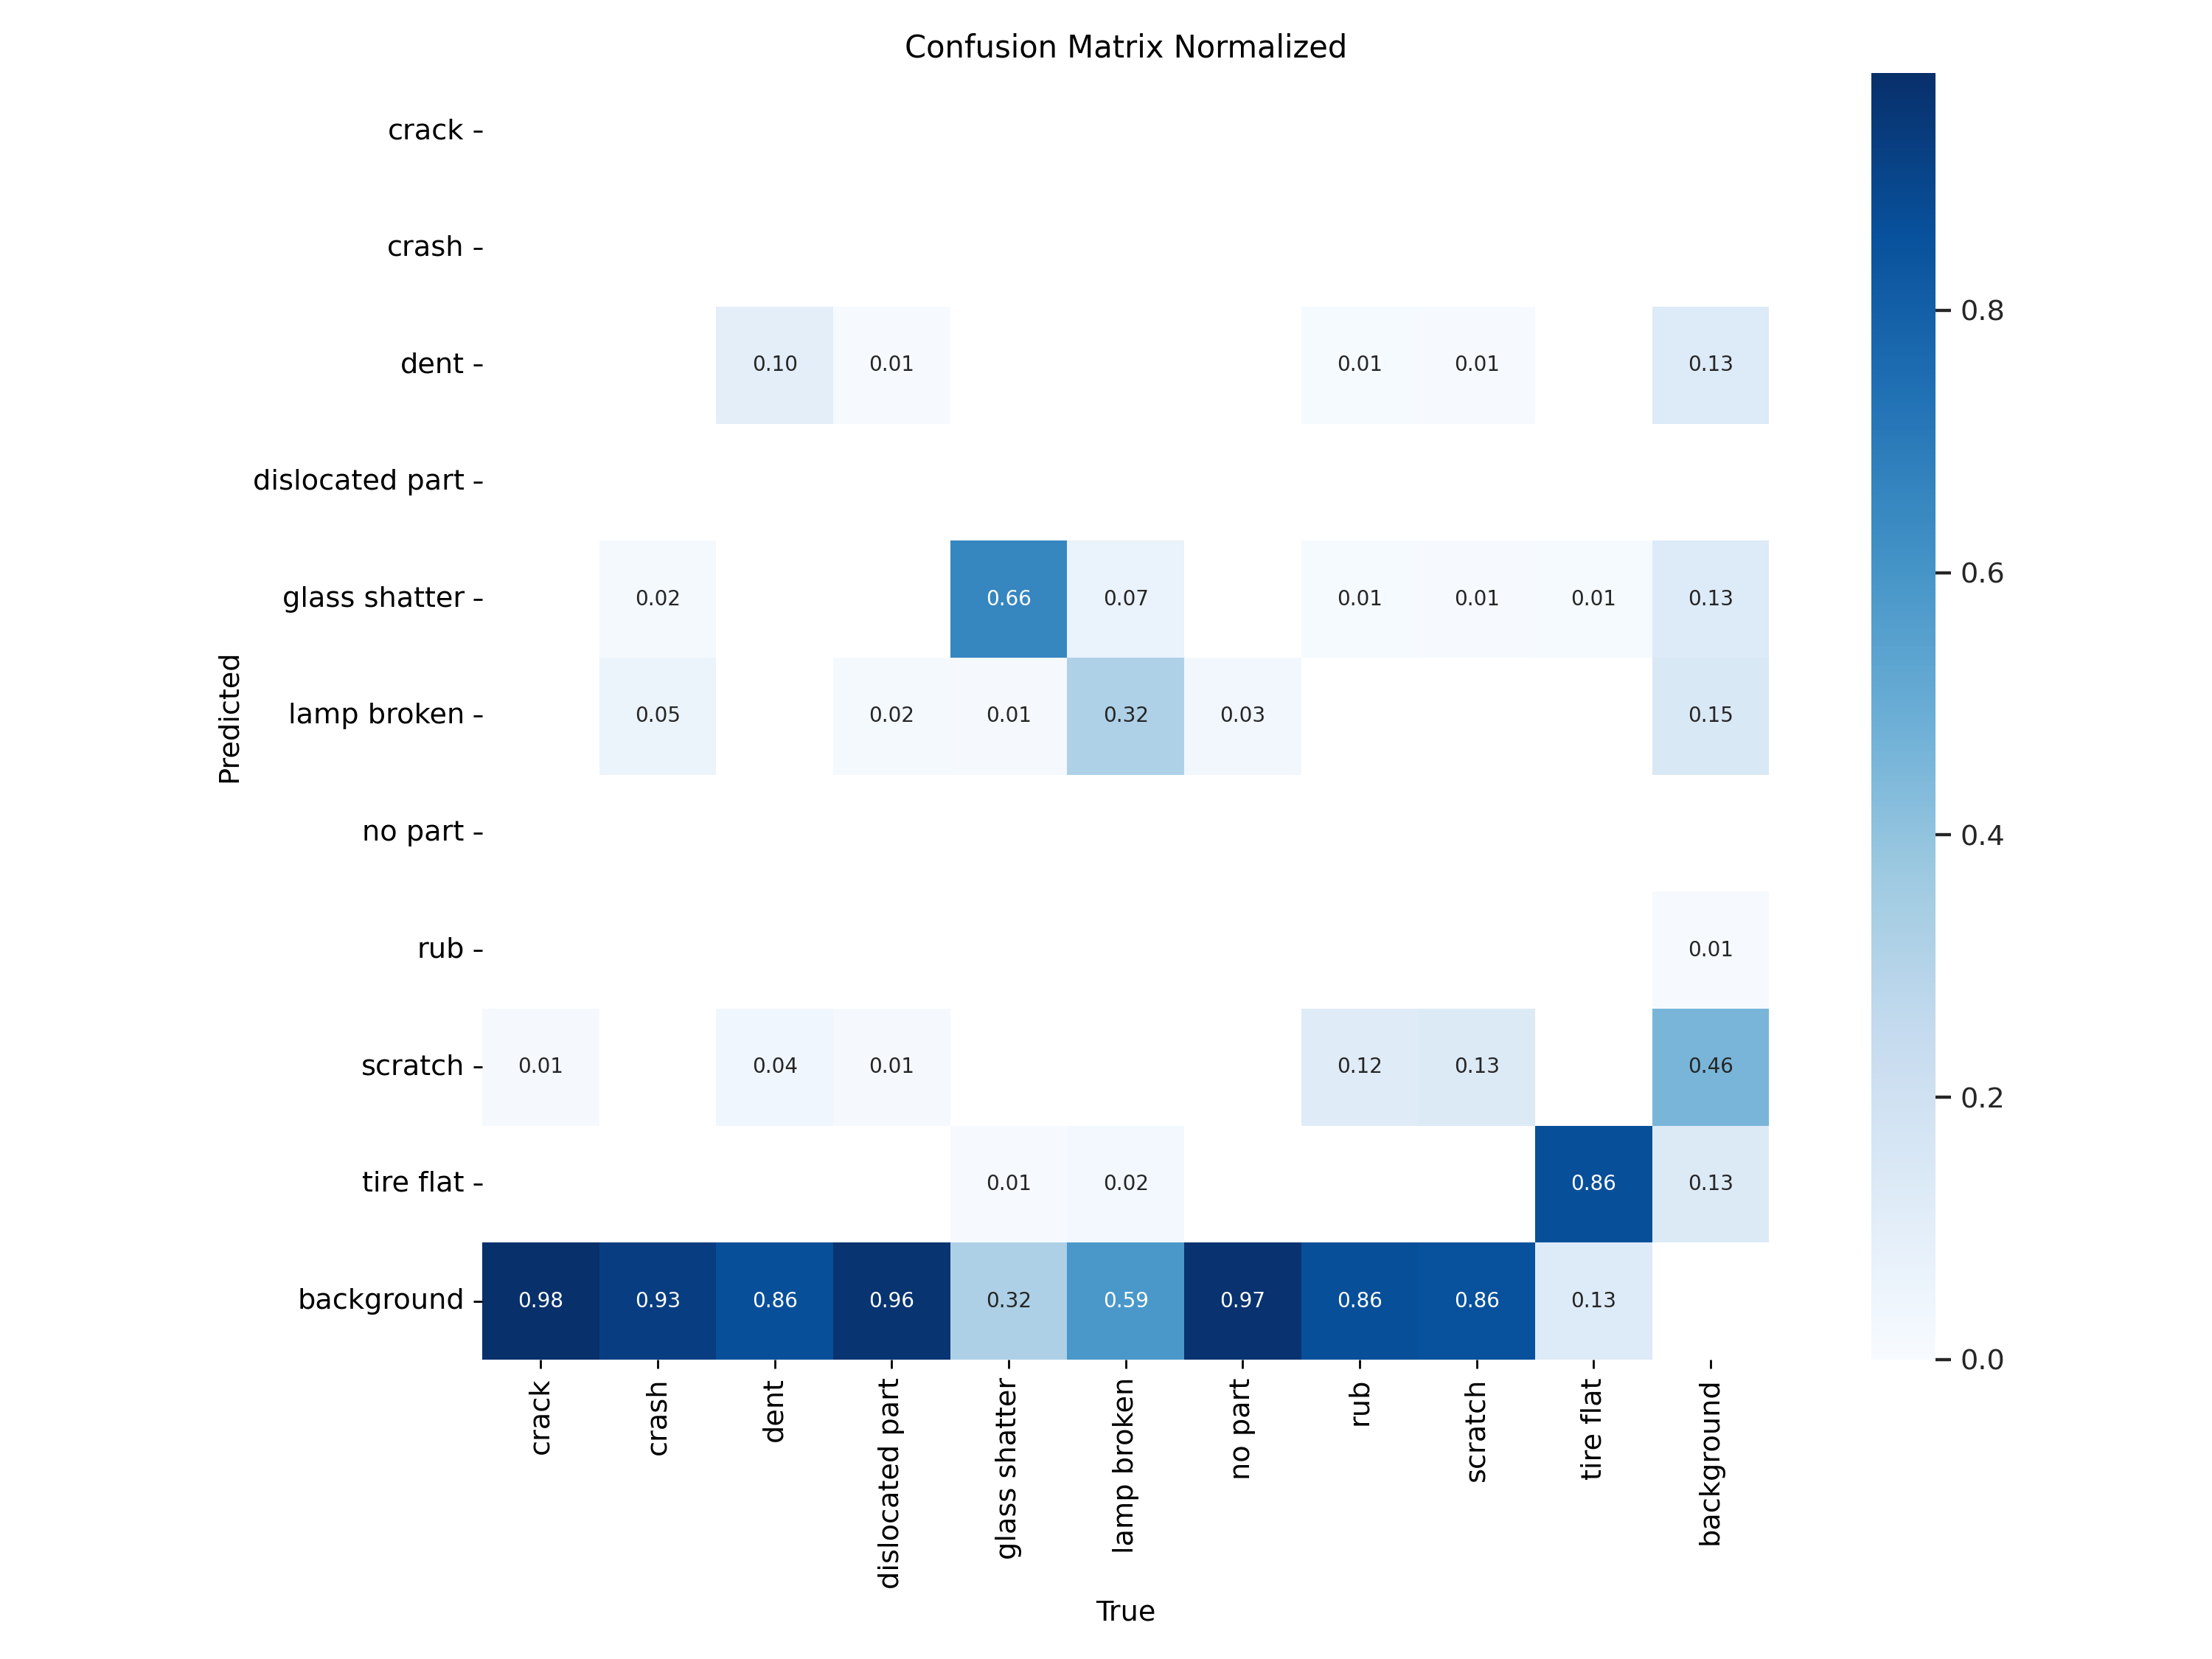 Confusion Matrix Normalized
crack
crash
dent 0.10 0.01 0.01 0.01 0.13
dislocated part
glass shatter 0.02 0.66 0.07 0.01 0.01 0.01 0.13
lamp broken 0.05 0.02 0.01 0.32 0.03 0.15
no part
rub 0.01
scratch 0.01 0.04 0.01 0.12 0.13 0.46
tire flat 0.01 0.02 0.86 0.13
background 0.98 0.93 0.86 0.96 0.32 0.59 0.97 0.86 0.86 0.13
Predicted
crack crash dent dislocated part glass shatter lamp broken no part rub scratch tire flat background
True
0.8
0.6
0.4
0.2
0.0